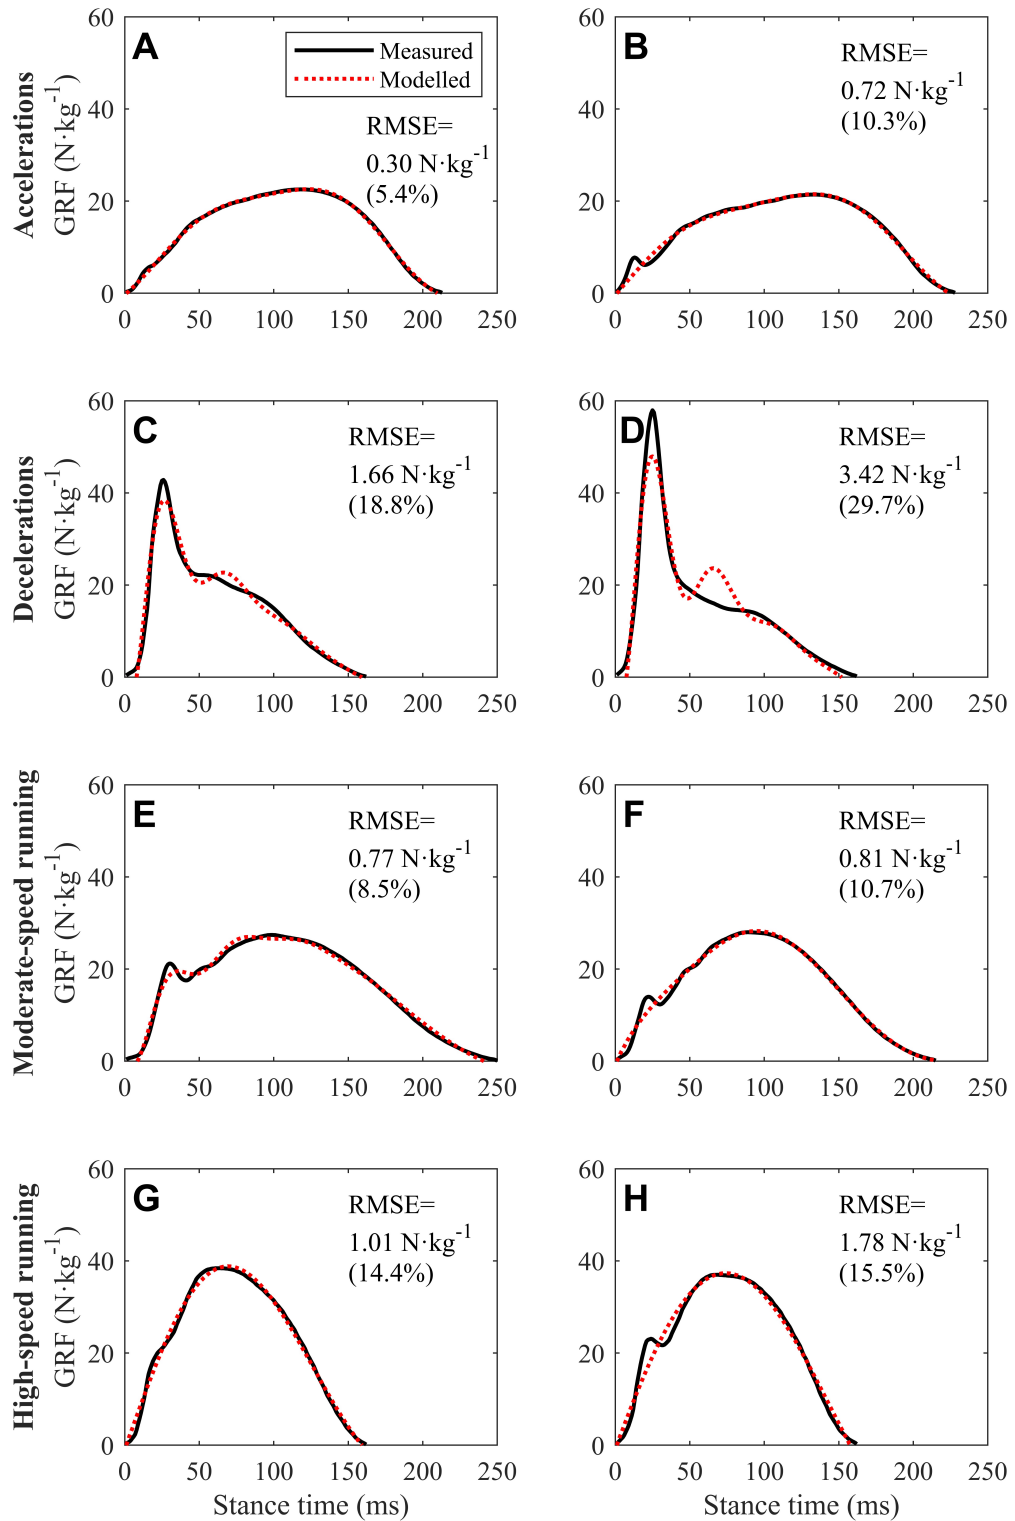 Accelerations
GRF (N·kg-1)
60
40
20
0
A
Measured
Modelled
RMSE=
0.30 N·kg-1
(5.4%)
0 50 100 150 200 250
60
40
20
0
B
RMSE=
0.72 N·kg-1
(10.3%)
0 50 100 150 200 250
Decelerations
GRF (N·kg-1)
60
40
20
0
C
RMSE=
1.66 N·kg-1
(18.8%)
0 50 100 150 200 250
60
40
20
0
D
RMSE=
3.42 N·kg-1
(29.7%)
0 50 100 150 200 250
Moderate-speed running
GRF (N·kg-1)
60
40
20
0
E
RMSE=
0.77 N·kg-1
(8.5%)
0 50 100 150 200 250
60
40
20
0
F
RMSE=
0.81 N·kg-1
(10.7%)
0 50 100 150 200 250
High-speed running
GRF (N·kg-1)
60
40
20
0
G
RMSE=
1.01 N·kg-1
(14.4%)
0 50 100 150 200 250
Stance time (ms)
60
40
20
0
H
RMSE=
1.78 N·kg-1
(15.5%)
0 50 100 150 200 250
Stance time (ms)